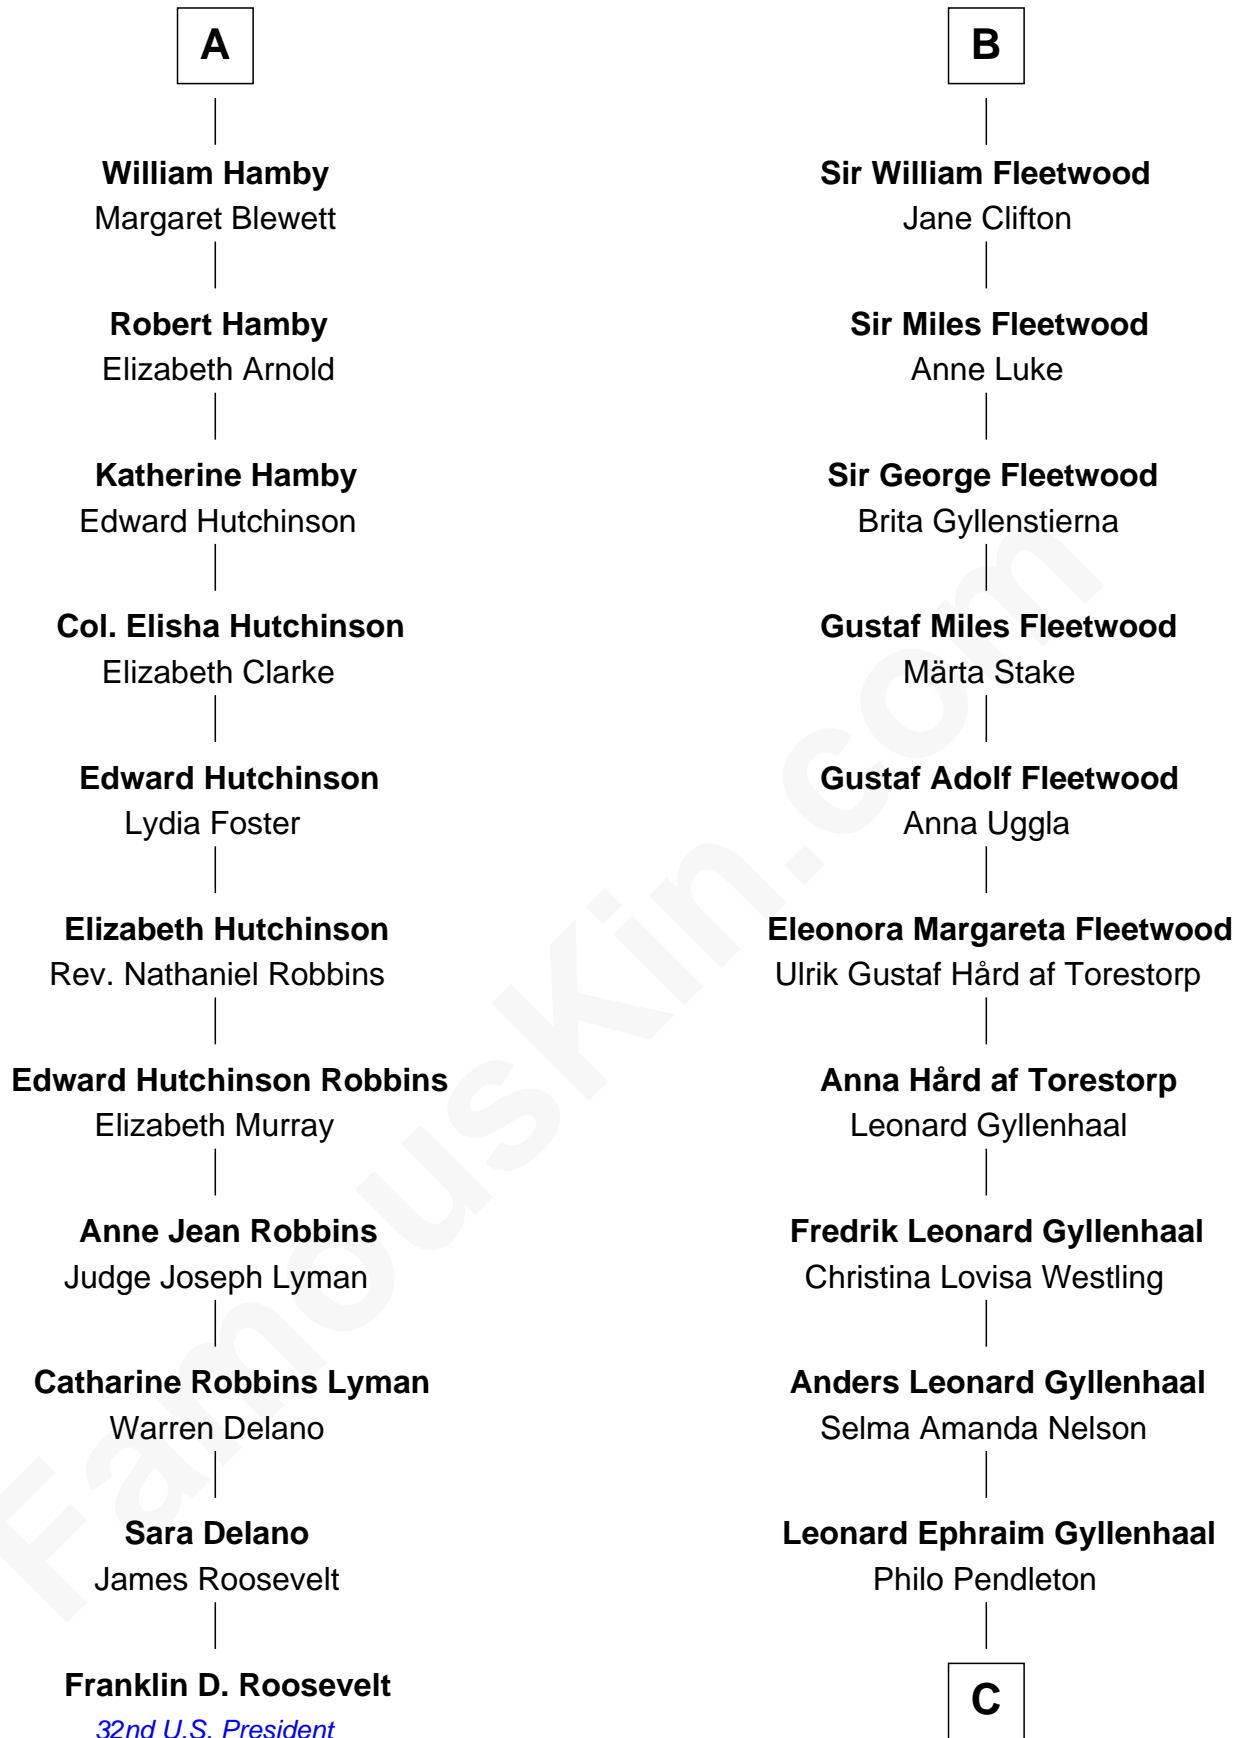 A
William Hamby
Margaret Blewett
Robert Hamby
Elizabeth Arnold
Katherine Hamby
Edward Hutchinson
Col. Elisha Hutchinson
Elizabeth Clarke
Edward Hutchinson
Lydia Foster
Elizabeth Hutchinson
Rev. Nathaniel Robbins
Edward Hutchinson Robbins
Elizabeth Murray
Anne Jean Robbins
Judge Joseph Lyman
Catharine Robbins Lyman
Warren Delano
Sara Delano
James Roosevelt
Franklin D. Roosevelt
32nd U.S. President
B
Sir William Fleetwood
Jane Clifton
Sir Miles Fleetwood
Anne Luke
Sir George Fleetwood
Brita Gyllenstierna
Gustaf Miles Fleetwood
Märta Stake
Gustaf Adolf Fleetwood
Anna Uggla
Eleonora Margareta Fleetwood
Ulrik Gustaf Hård af Torestorp
Anna Hård af Torestorp
Leonard Gyllenhaal
Fredrik Leonard Gyllenhaal
Christina Lovisa Westling
Anders Leonard Gyllenhaal
Selma Amanda Nelson
Leonard Ephraim Gyllenhaal
Philo Pendleton
C
FamousKin.com